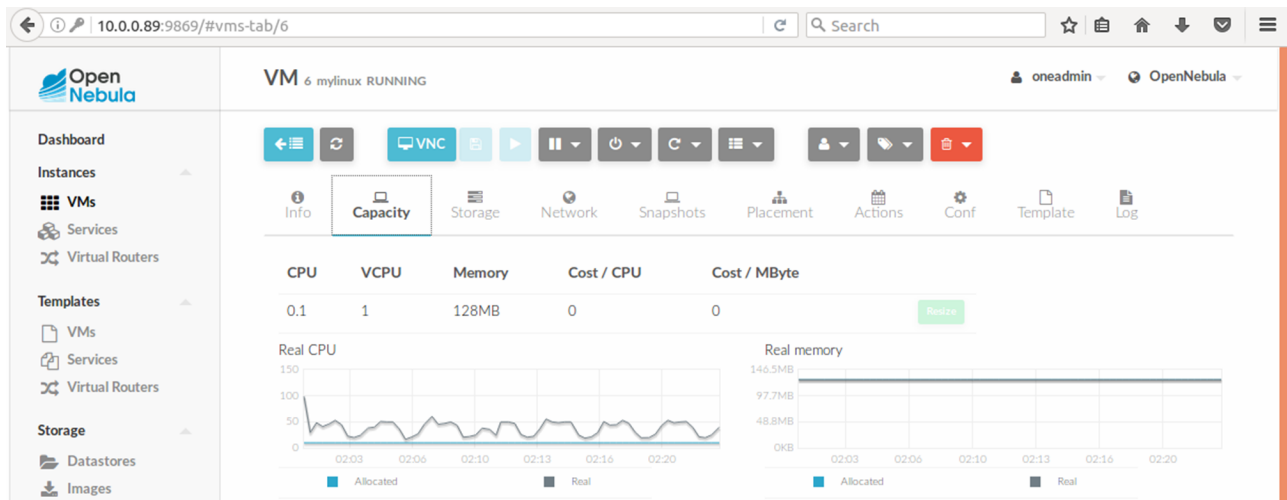 10.0.0.89:9869/#vms-tab/6
Search
Open
Nebula
VM 6 mylinux RUNNING
oneadmin
OpenNebula
Dashboard
Instances
VMs
Services
Virtual Routers
Templates
VMs
Services
Virtual Routers
Storage
Datastores
Images
VNC
Info
Capacity
Storage
Network
Snapshots
Placement
Actions
Conf
Template
Log
CPU VCPU Memory Cost / CPU Cost / MByte
0.1 1 128MB 0 0 Resize
Real CPU
150
100
50
0
02:03 02:06 02:10 02:13 02:16 02:20
Allocated Real
Real memory
146.5MB
97.7MB
48.8MB
0KB
02:03 02:06 02:10 02:13 02:16 02:20
Allocated Real